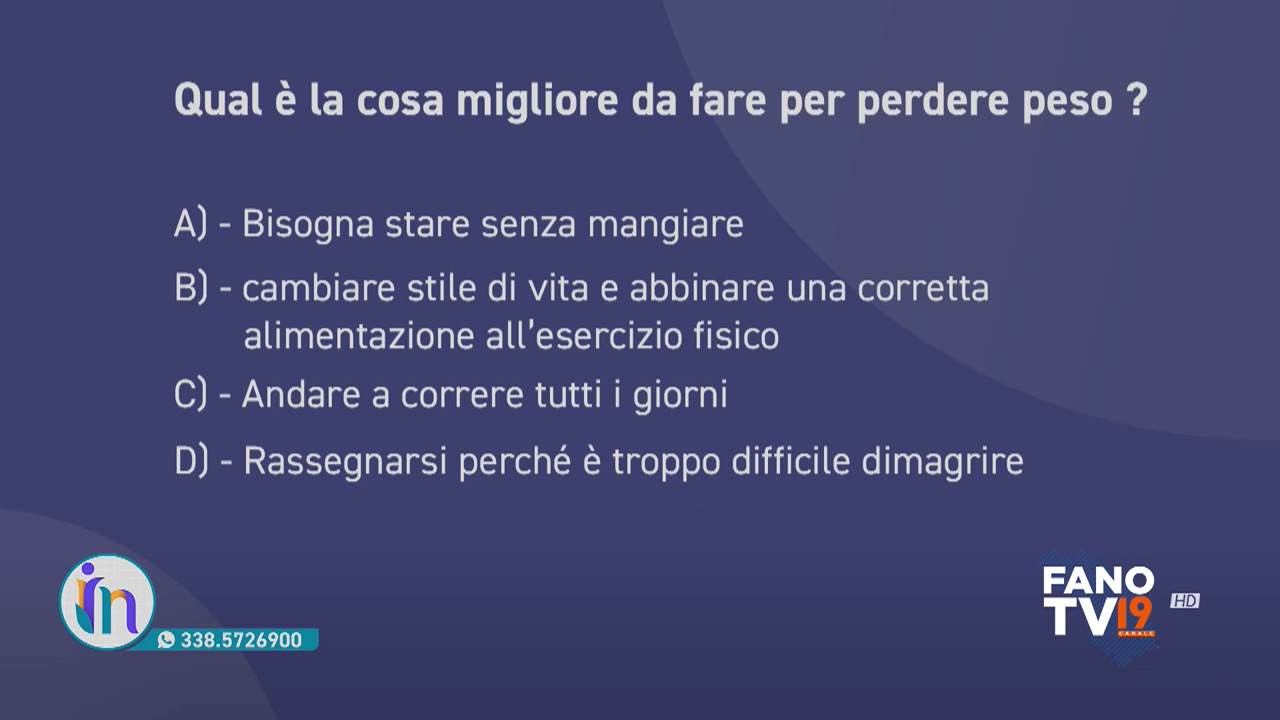 Qual è la cosa migliore da fare per perdere peso ?
A) - Bisogna stare senza mangiare
B) - cambiare stile di vita e abbinare una corretta
alimentazione all'esercizio fisico
C) - Andare a correre tutti i giorni
D) - Rassegnarsi perché è troppo difficile dimagrire
in
338.5726900
FANO
TV19
CANALE
HD